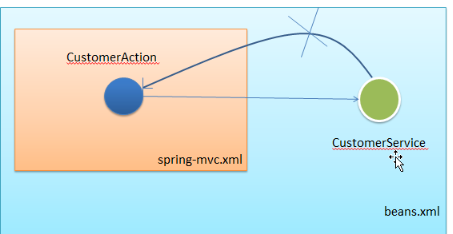 CustomerAction
CustomerService
spring-mvc.xml
beans.xml